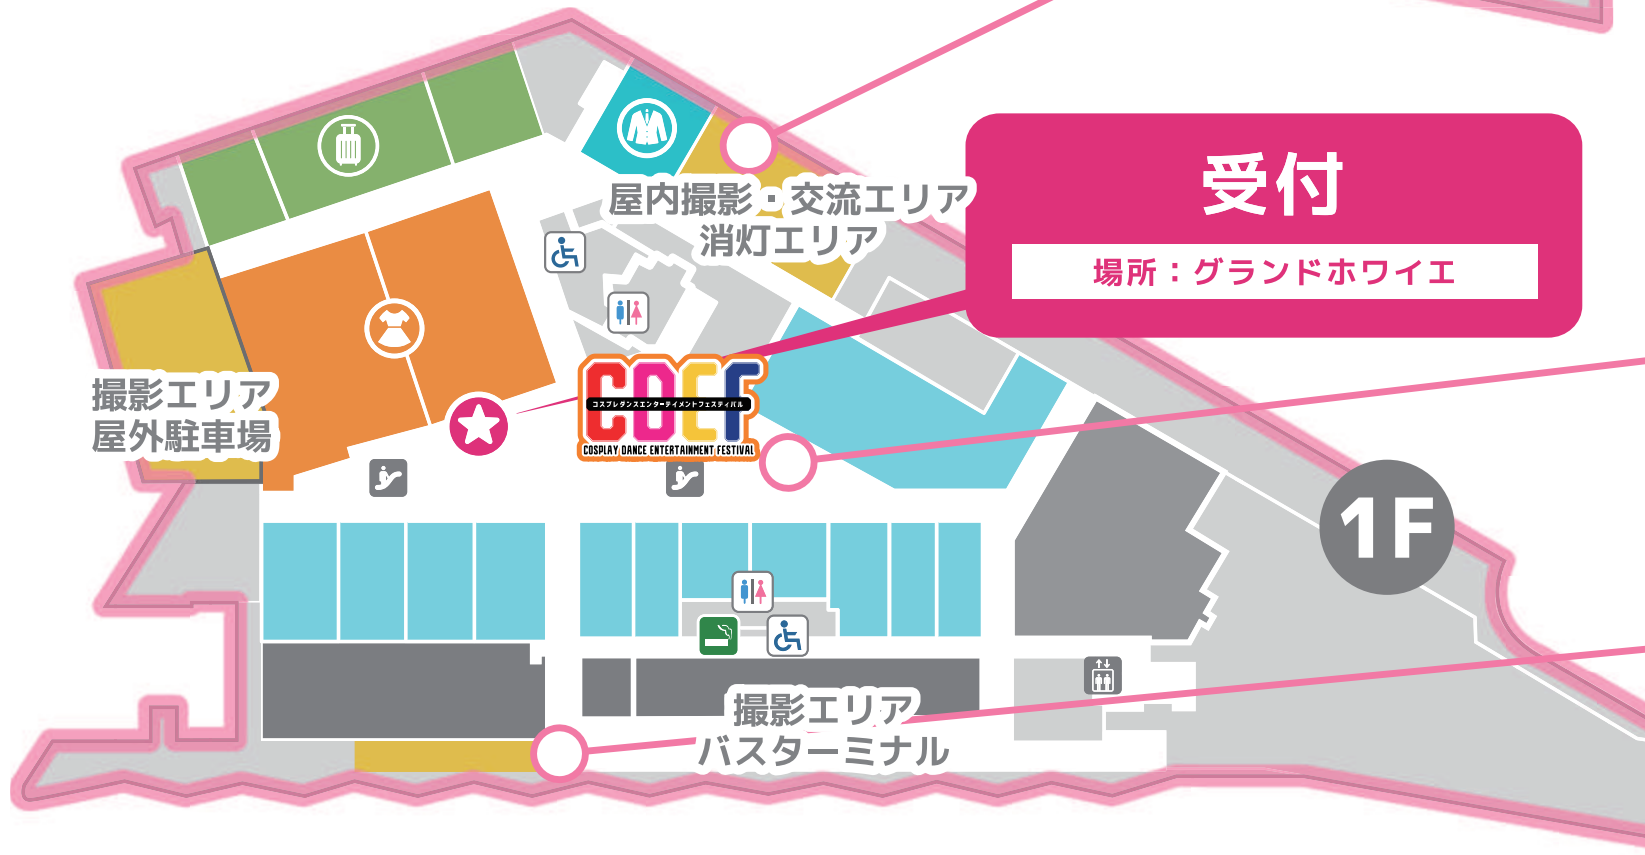 屋内撮影・交流エリア
消灯エリア
受付
場所：グランドホワイエ
撮影エリア
屋外駐車場
CDEF
コスプレダンスエンターテイメントフェスティバル
COSPLAY DANCE ENTERTAINMENT FESTIVAL
1F
撮影エリア
バスターミナル